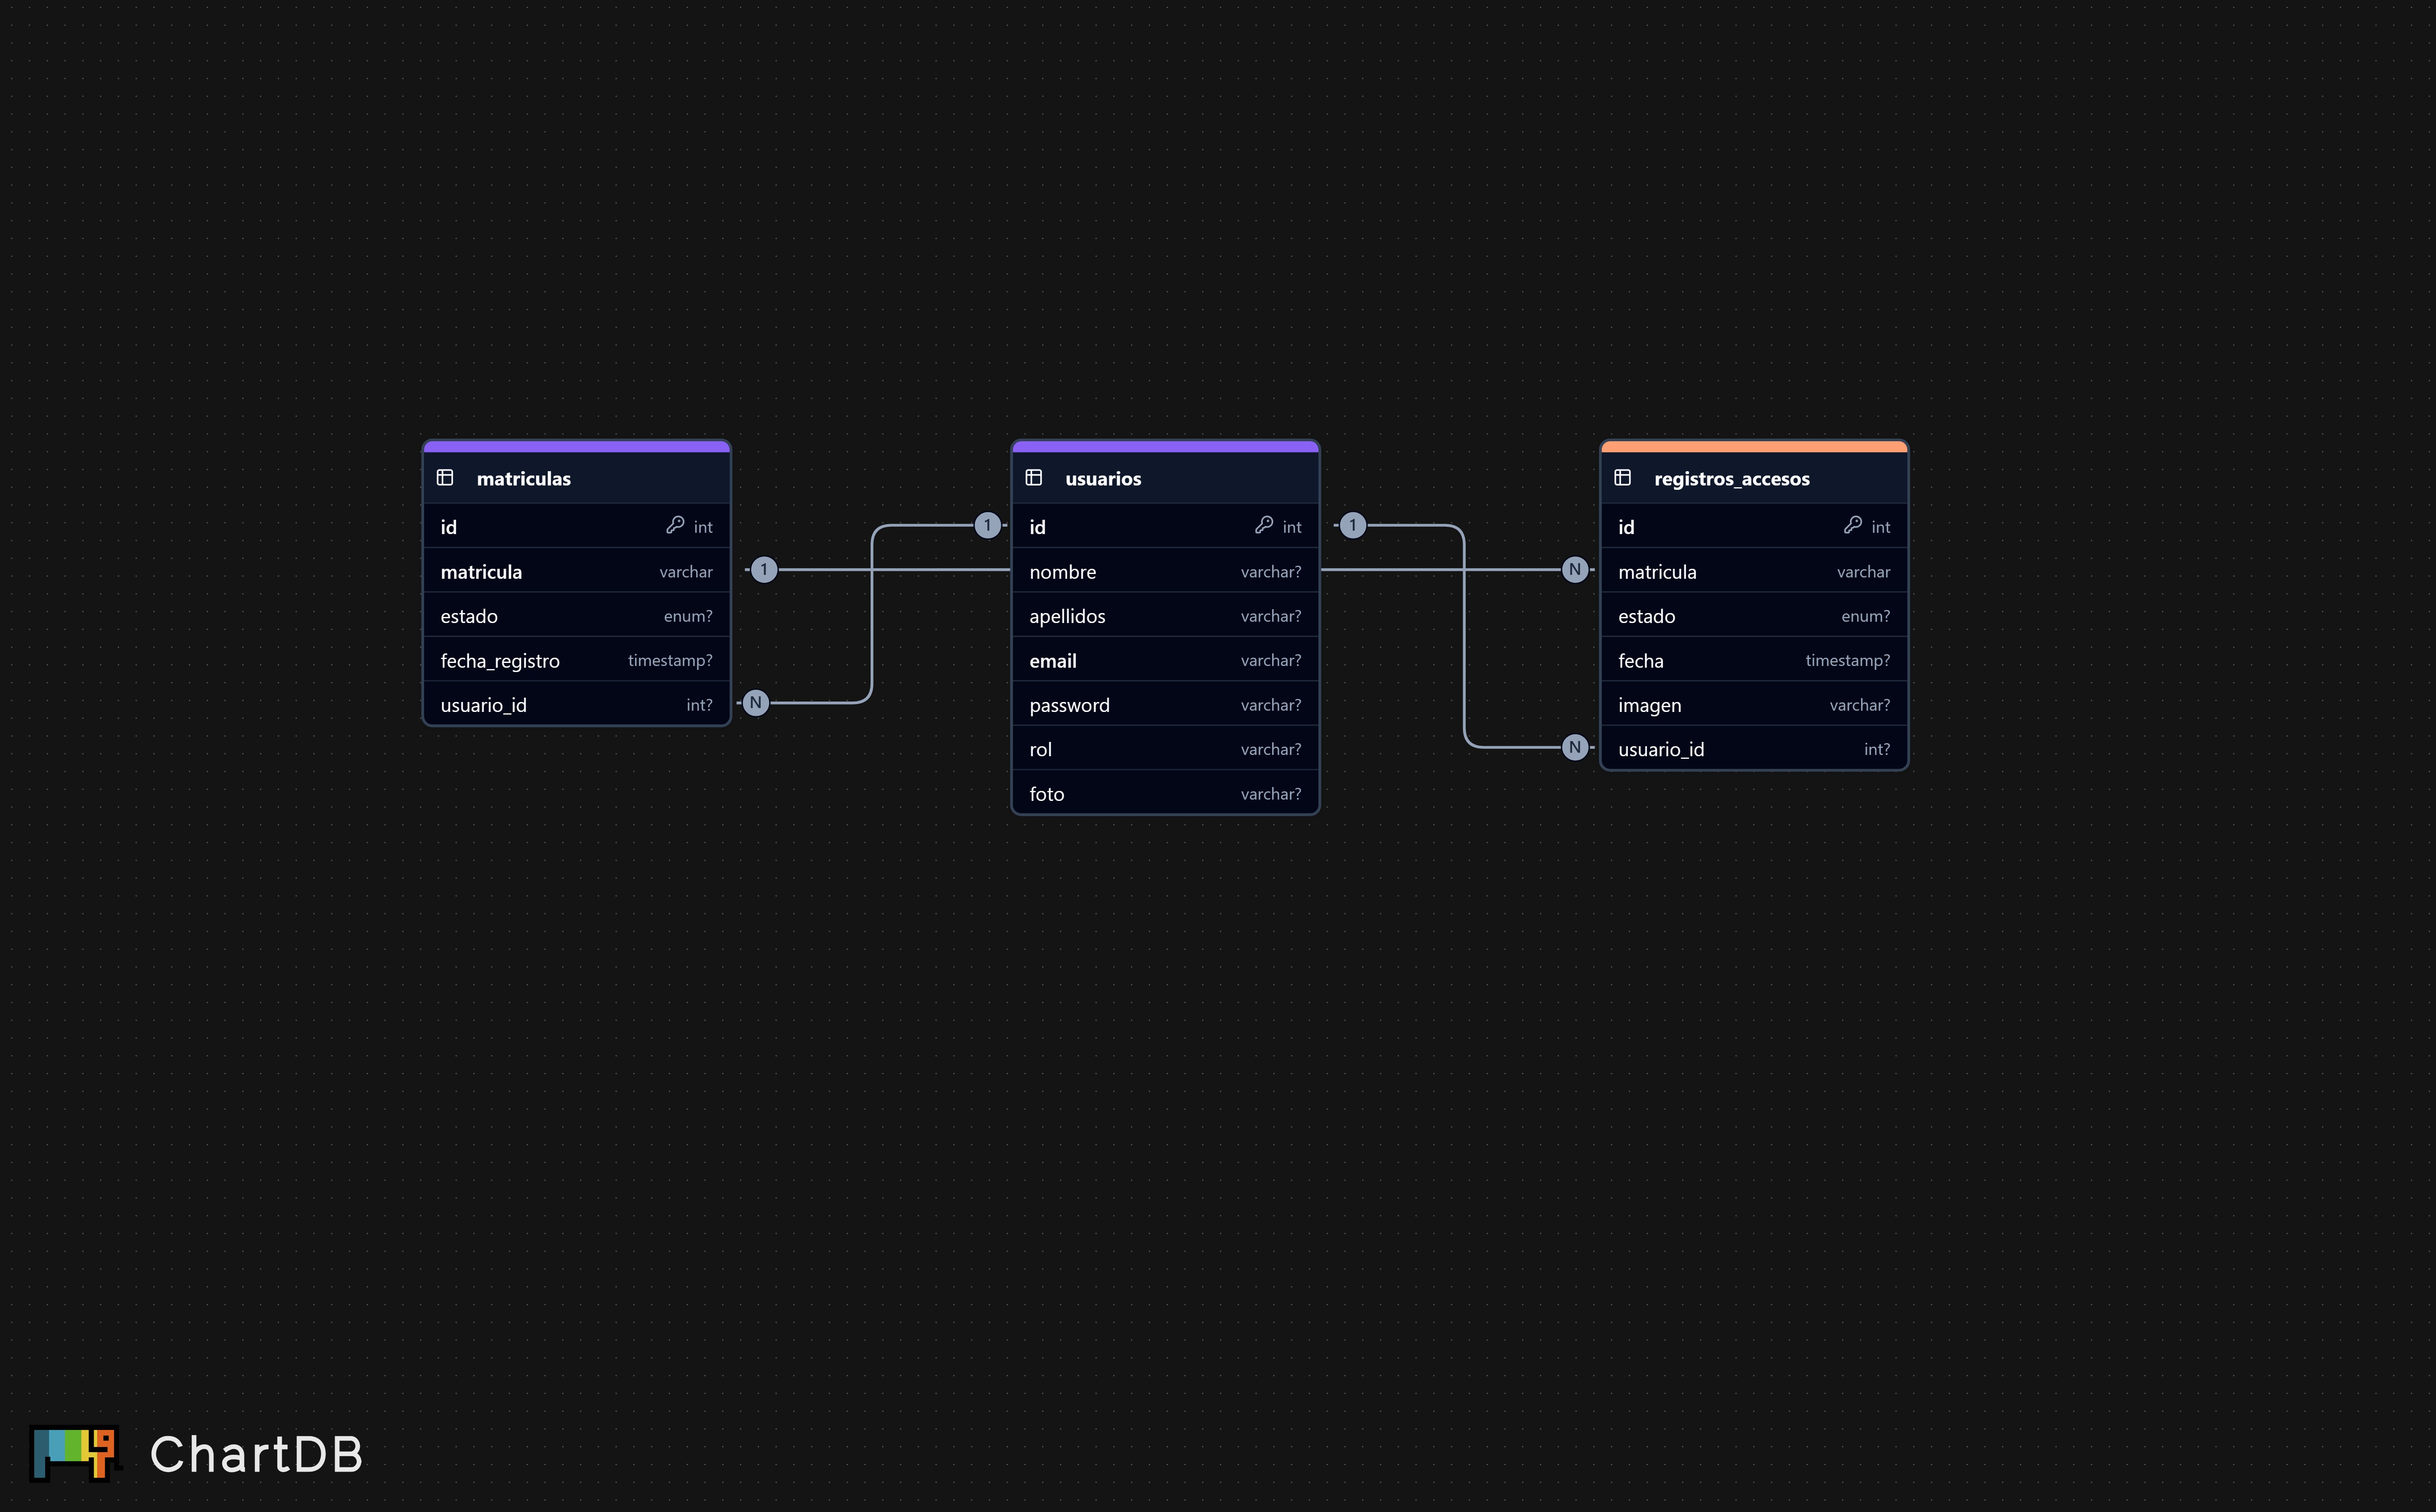 matriculas
id int
matricula varchar
estado enum?
fecha_registro timestamp?
usuario_id int?
1
N
1
usuarios
id int
nombre varchar?
apellidos varchar?
email varchar?
password varchar?
rol varchar?
foto varchar?
1
N
N
registros_accesos
id int
matricula varchar
estado enum?
fecha timestamp?
imagen varchar?
usuario_id int?
ChartDB